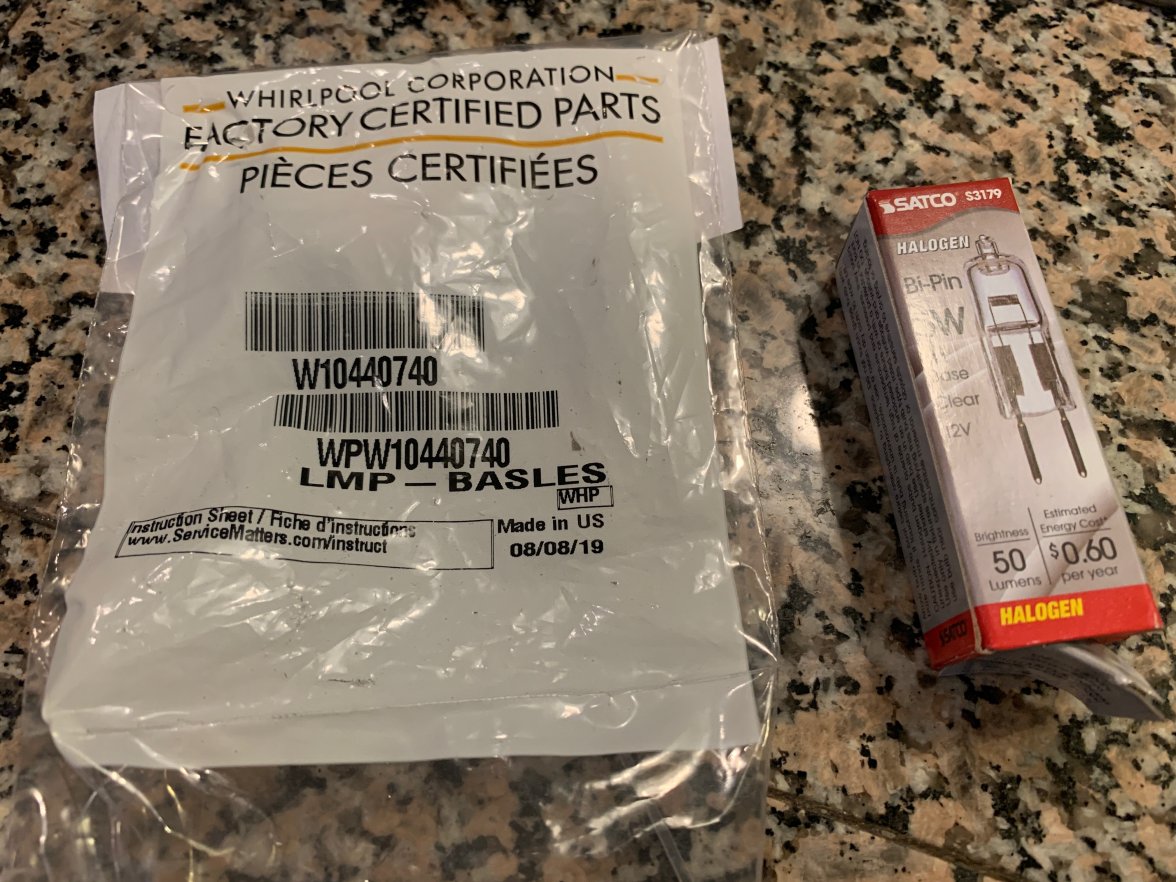 WHIRLPOOL CORPORATION
FACTORY CERTIFIED PARTS
PIÈCES CERTIFIÉES
W10440740
WPW10440740
LMP – BASLES
WHP
Instruction Sheet / Fiche d'instructions
www.ServiceMatters.com/instruct
Made in US
08/08/19
SATCO S3179
HALOGEN
Bi-Pin
Base
Clear
12V
Brightness
50
Lumens
Estimated
Energy Cost*
$0.60
per year
HALOGEN
SATCO